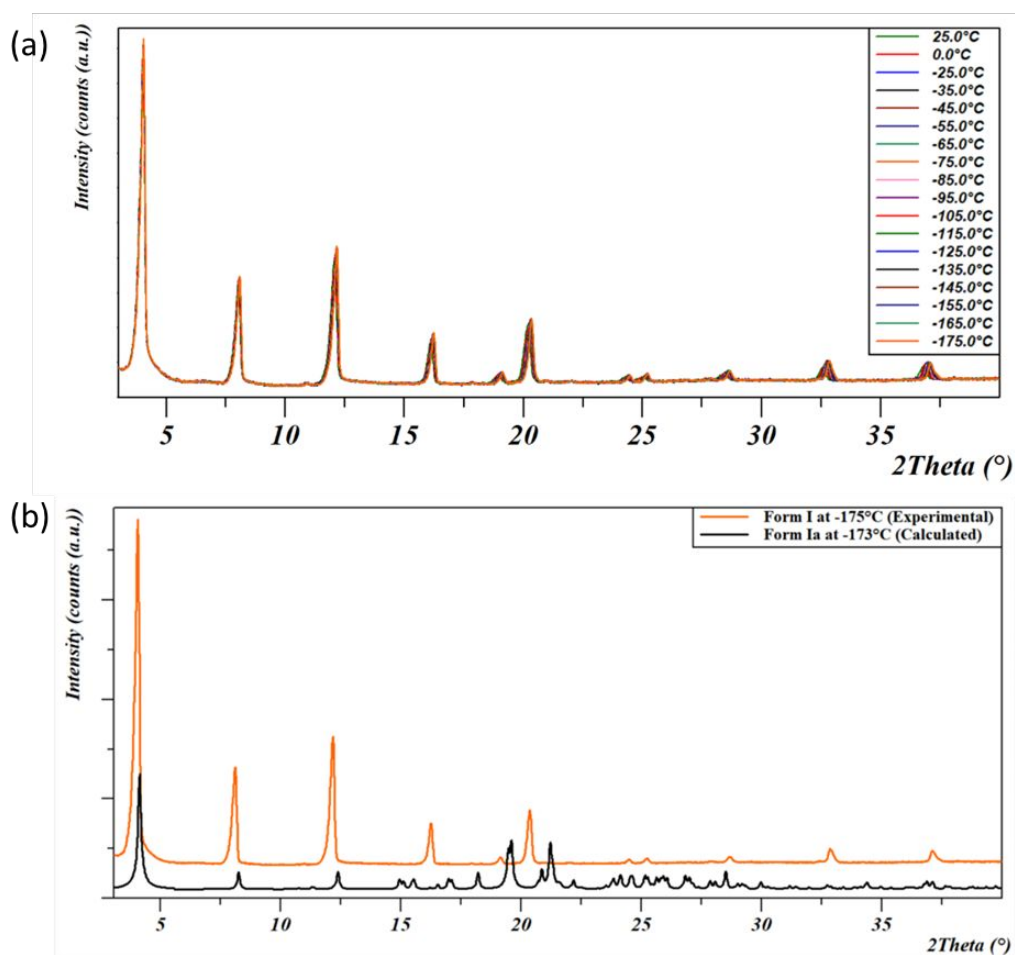 (a)
Intensity (counts (a.u.))
25.0°C
0.0°C
-25.0°C
-35.0°C
-45.0°C
-55.0°C
-65.0°C
-75.0°C
-85.0°C
-95.0°C
-105.0°C
-115.0°C
-125.0°C
-135.0°C
-145.0°C
-155.0°C
-165.0°C
-175.0°C
5 10 15 20 25 30 35
2Theta (°)
(b)
Intensity (counts (a.u.))
Form I at -175°C (Experimental)
Form Ia at -173°C (Calculated)
5 10 15 20 25 30 35
2Theta (°)